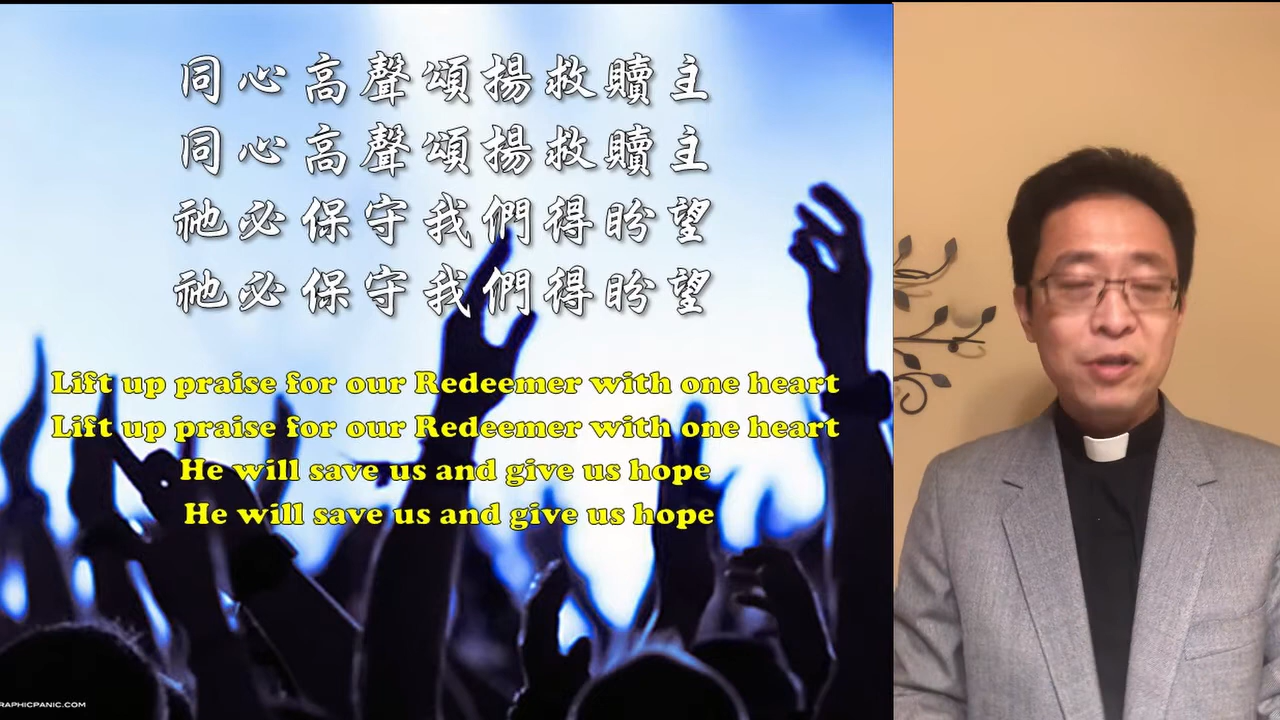 同心高聲頌揚救贖主
同心高聲頌揚救贖主
祂必保守我們得盼望
祂必保守我們得盼望
Lift up praise for our Redeemer with one heart
Lift up praise for our Redeemer with one heart
He will save us and give us hope
He will save us and give us hope
RAPHICPANIC.COM